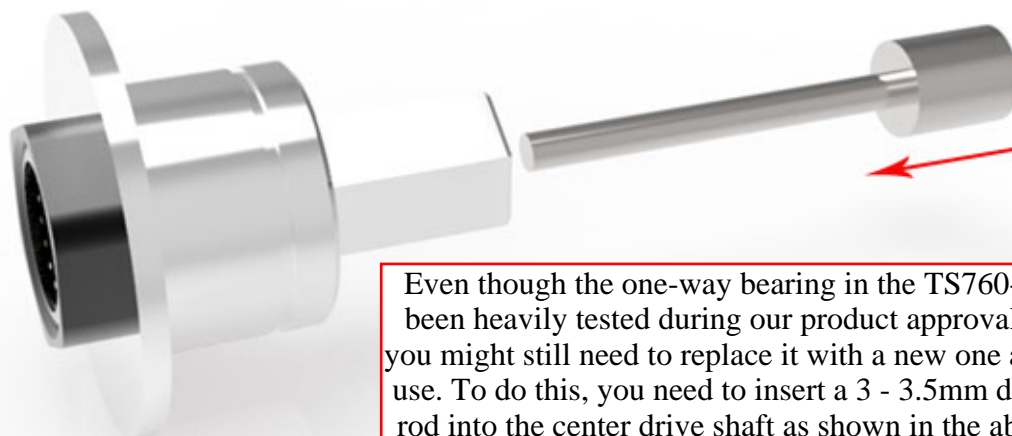 Even though the one-way bearing in the TS760-
been heavily tested during our product approval
you might still need to replace it with a new one
use. To do this, you need to insert a 3 - 3.5mm
rod into the center drive shaft as shown in the